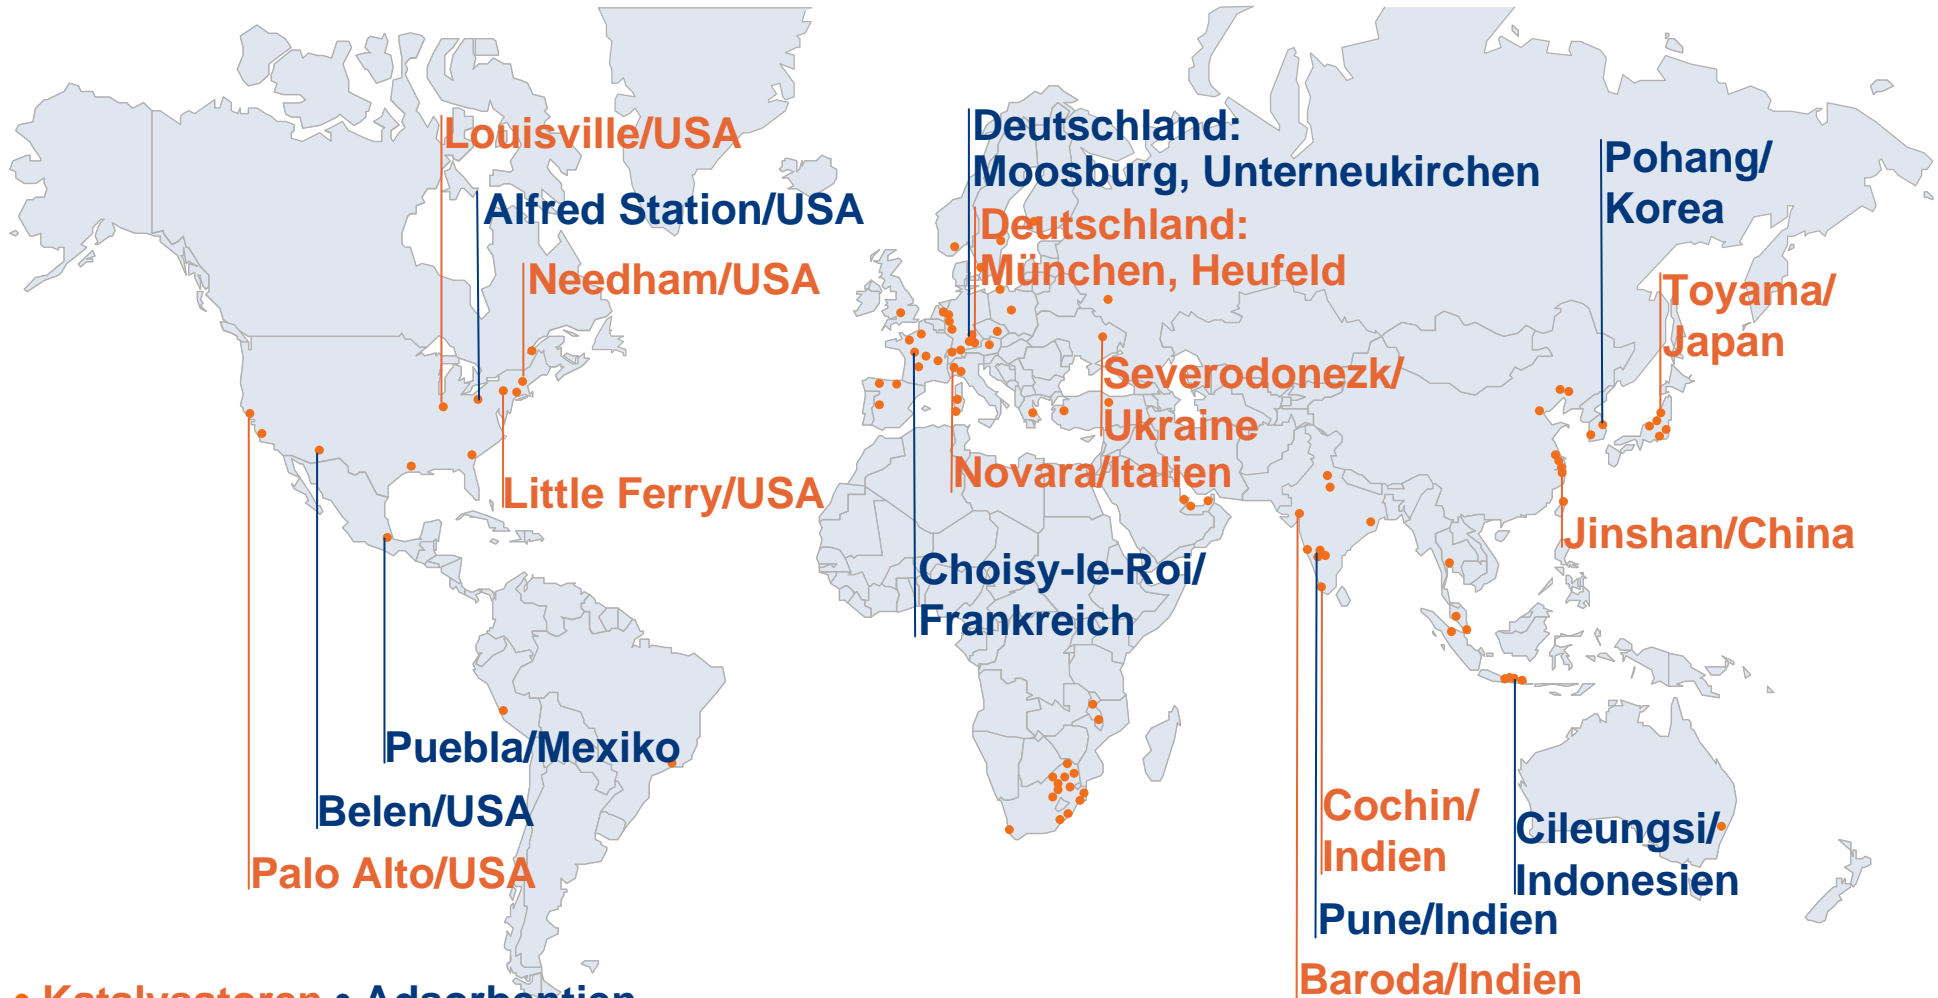 Louisville/USA
Alfred Station/USA
Needham/USA
Little Ferry/USA
Puebla/Mexiko
Belen/USA
Palo Alto/USA
Deutschland:
Moosburg, Unterneukirchen
Deutschland:
München, Heufeld
Severodonezk/
Ukraine
Novara/Italien
Choisy-le-Roi/
Frankreich
Pohang/
Korea
Toyama/
Japan
Jinshan/China
Cochin/
Indien
Cileungsi/
Indonesien
Pune/Indien
Baroda/Indien
• Katalysatoren • Adsorbentien